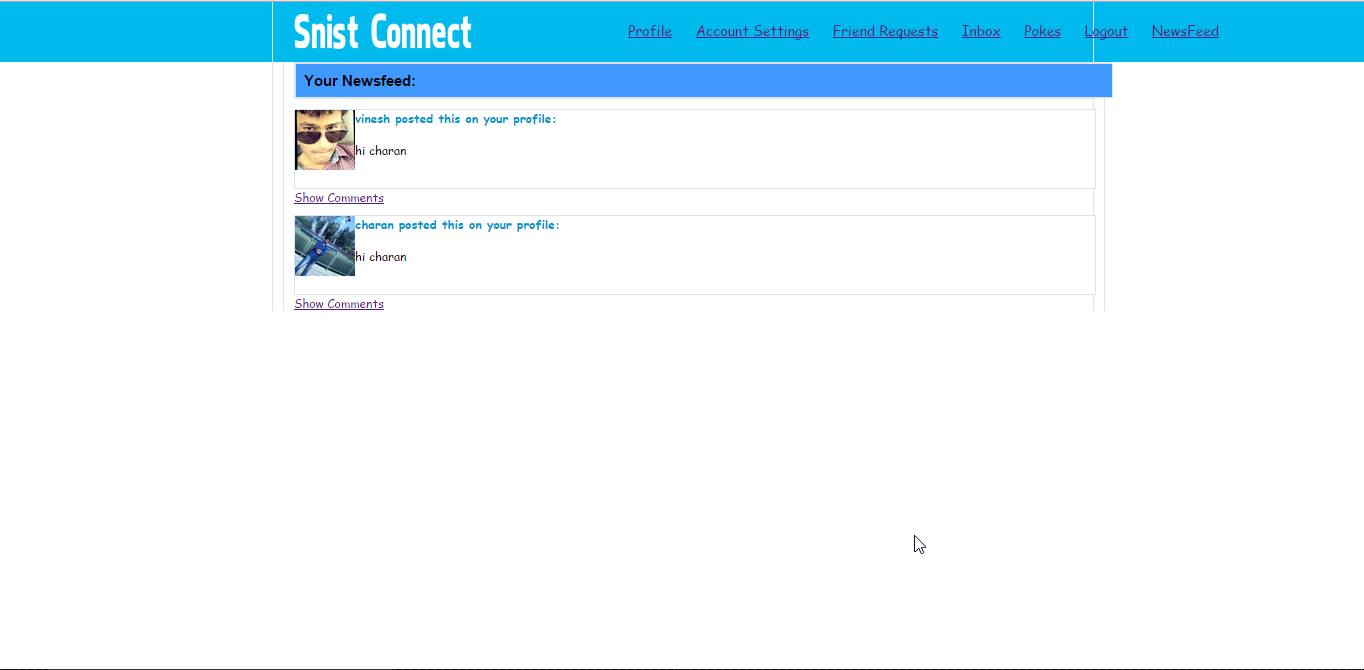 Snist Connect Profile Account Settings Friend Requests Inbox Pokes Logout NewsFeed
Your Newsfeed:
vinesh posted this on your profile:
hi charan
Show Comments
charan posted this on your profile:
hi charan
Show Comments